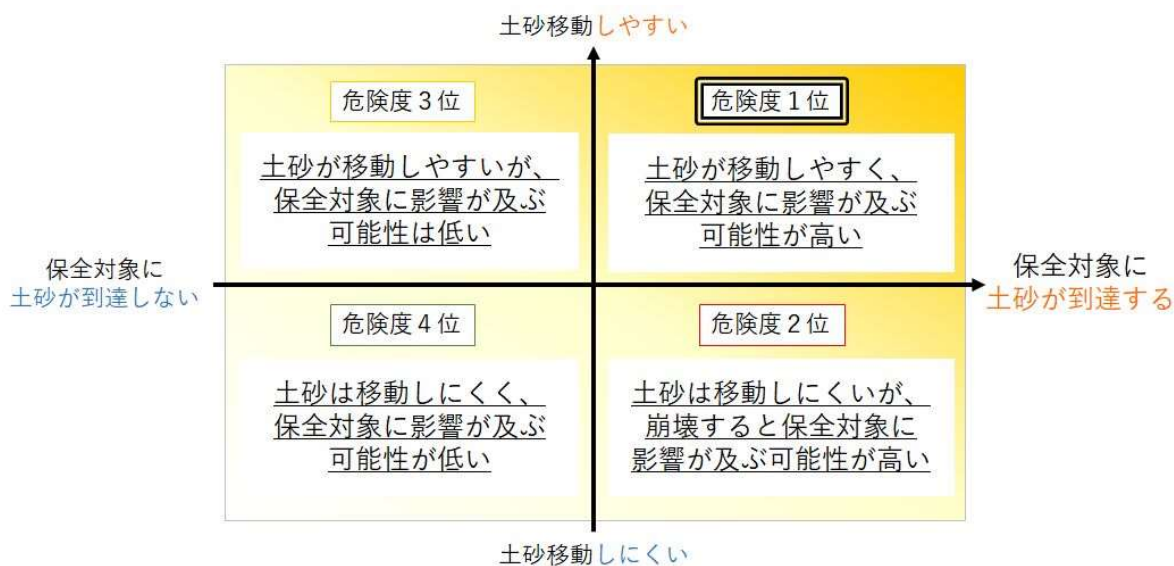 土砂移動しやすい
危険度３位
土砂が移動しやすいが、
保全対象に影響が及ぶ
可能性は低い
危険度１位
土砂が移動しやすく、
保全対象に影響が及ぶ
可能性が高い
保全対象に
土砂が到達しない
保全対象に
土砂が到達する
危険度４位
土砂は移動しにくく、
保全対象に影響が及ぶ
可能性が低い
危険度２位
土砂は移動しにくいが、
崩壊すると保全対象に
影響が及ぶ可能性が高い
土砂移動しにくい